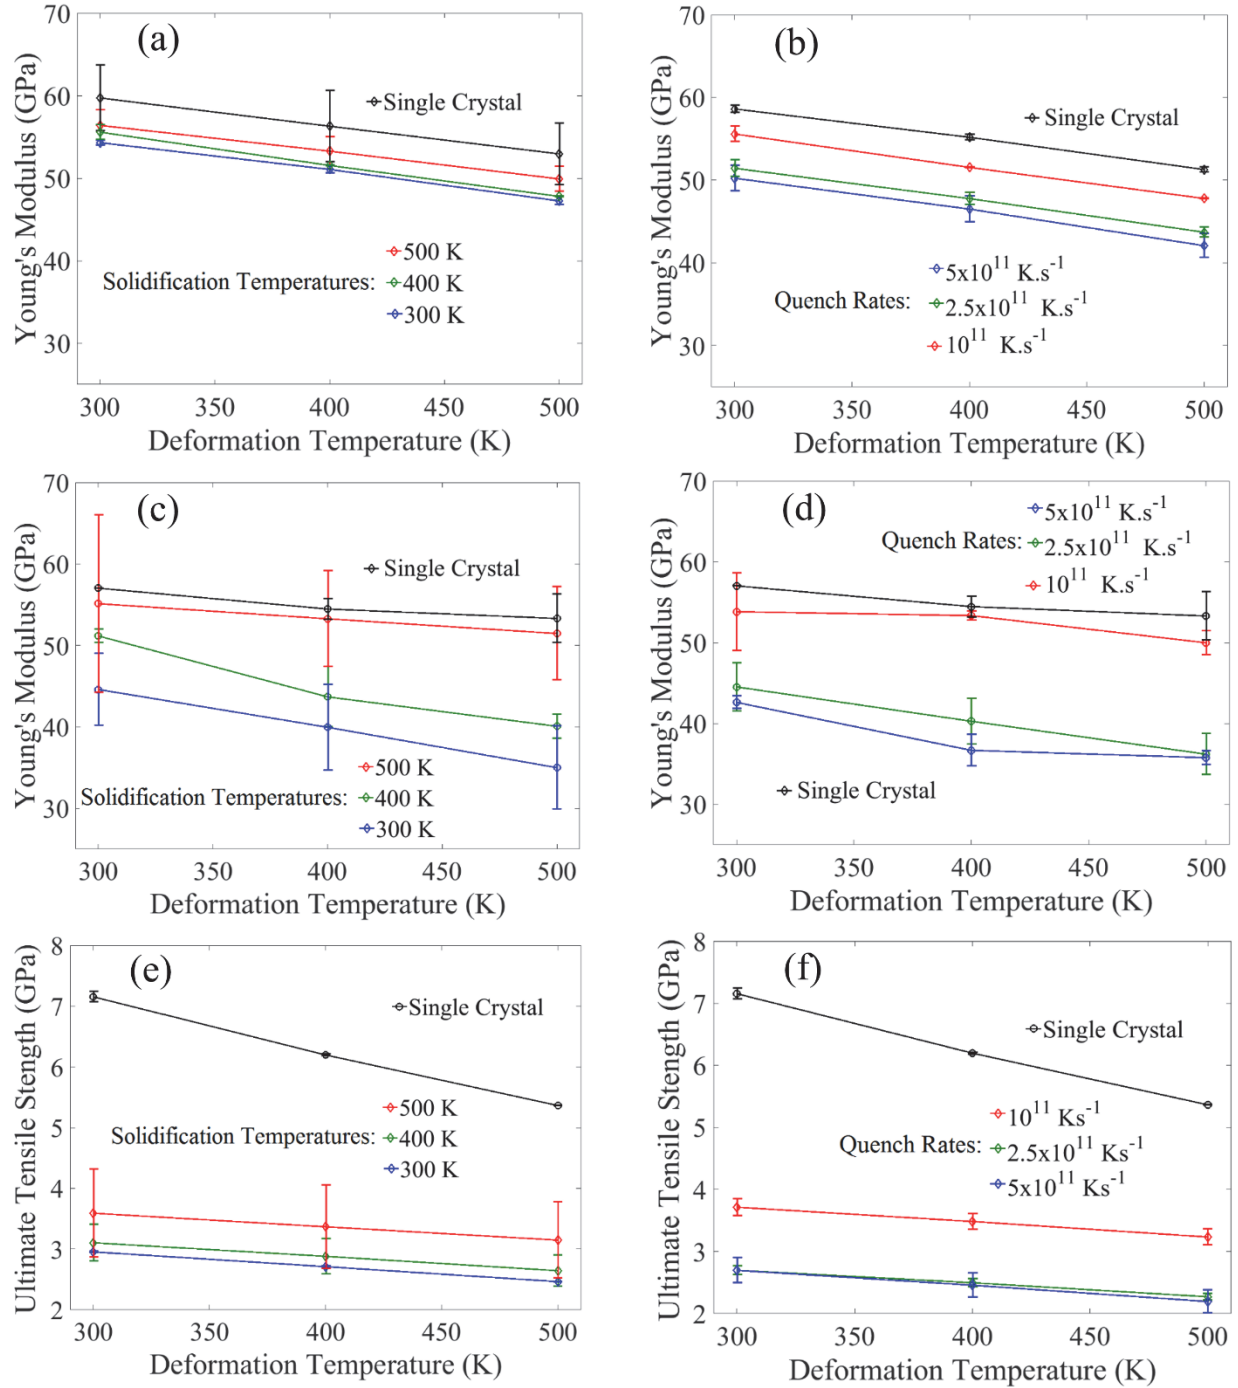 (a)
Young's Modulus (GPa)
70
60
50
40
30
Single Crystal
500 K
Solidification Temperatures:
400 K
300 K
300
350
400
450
500
Deformation Temperature (K)
(b)
Young's Modulus (GPa)
70
60
50
40
30
Single Crystal
5x10¹¹ K.s⁻¹
Quench Rates:
2.5x10¹¹ K.s⁻¹
10¹¹ K.s⁻¹
300
350
400
450
500
Deformation Temperature (K)
(c)
Young's Modulus (GPa)
70
60
50
40
30
Single Crystal
500 K
Solidification Temperatures:
400 K
300 K
300
350
400
450
500
Deformation Temperature (K)
(d)
Young's Modulus (GPa)
70
60
50
40
30
5x10¹¹ K.s⁻¹
Quench Rates:
2.5x10¹¹ K.s⁻¹
10¹¹ K.s⁻¹
Single Crystal
300
350
400
450
500
Deformation Temperature (K)
(e)
Ultimate Tensile Stength (GPa)
8
7
6
5
4
3
2
Single Crystal
500 K
Solidification Temperatures:
400 K
300 K
300
350
400
450
500
Deformation Temperature (K)
(f)
Ultimate Tensile Stength (GPa)
8
7
6
5
4
3
2
Single Crystal
10¹¹ Ks⁻¹
Quench Rates:
2.5x10¹¹ Ks⁻¹
5x10¹¹ Ks⁻¹
300
350
400
450
500
Deformation Temperature (K)